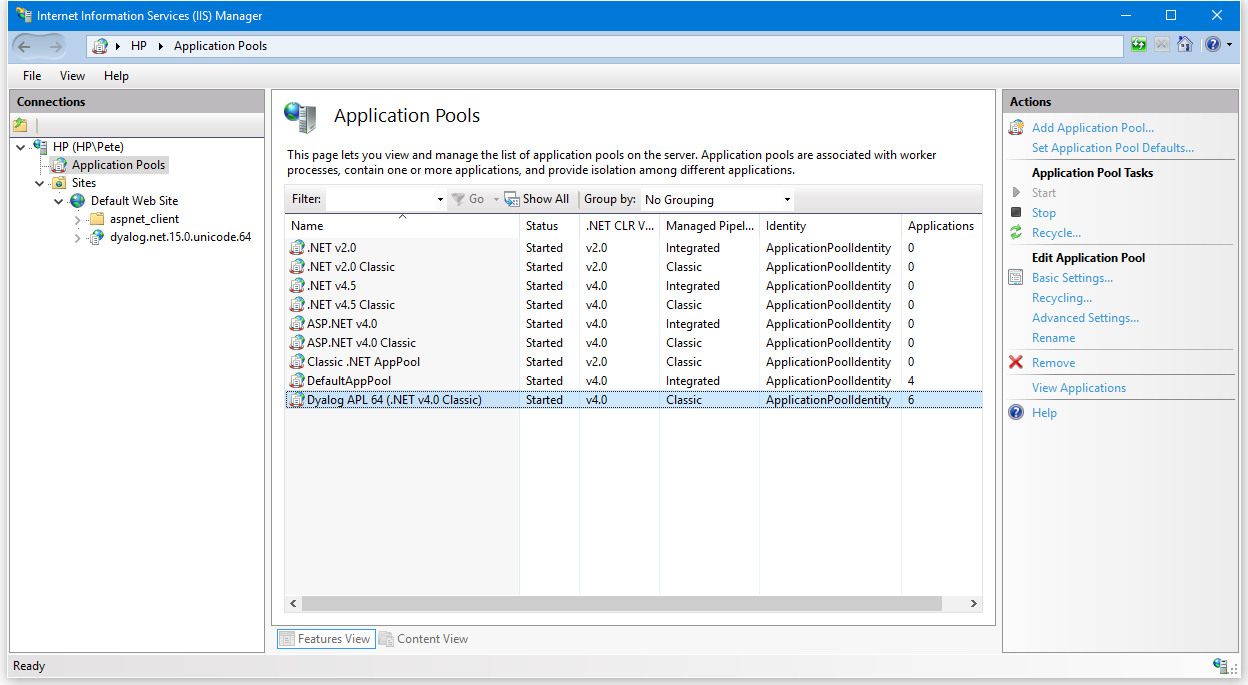 Internet Information Services (IIS) Manager
HP Application Pools
File View Help
Connections
HP (HP\Pete)
Application Pools
Sites
Default Web Site
aspnet_client
dyalog.net.15.0.unicode.64
Application Pools
This page lets you view and manage the list of application pools on the server. Application pools are associated with worker
processes, contain one or more applications, and provide isolation among different applications.
Filter: Go Show All Group by: No Grouping
Name Status .NET CLR V... Managed Pipel... Identity Applications
.NET v2.0 Started v2.0 Integrated ApplicationPoolIdentity 0
.NET v2.0 Classic Started v2.0 Classic ApplicationPoolIdentity 0
.NET v4.5 Started v4.0 Integrated ApplicationPoolIdentity 0
.NET v4.5 Classic Started v4.0 Classic ApplicationPoolIdentity 0
ASP.NET v4.0 Started v4.0 Integrated ApplicationPoolIdentity 0
ASP.NET v4.0 Classic Started v4.0 Classic ApplicationPoolIdentity 0
Classic .NET AppPool Started v2.0 Classic ApplicationPoolIdentity 0
DefaultAppPool Started v4.0 Integrated ApplicationPoolIdentity 4
Dyalog APL 64 (.NET v4.0 Classic) Started v4.0 Classic ApplicationPoolIdentity 6
Features View Content View
Actions
Add Application Pool...
Set Application Pool Defaults...
Application Pool Tasks
Start
Stop
Recycle...
Edit Application Pool
Basic Settings...
Recycling...
Advanced Settings...
Rename
Remove
View Applications
Help
Ready